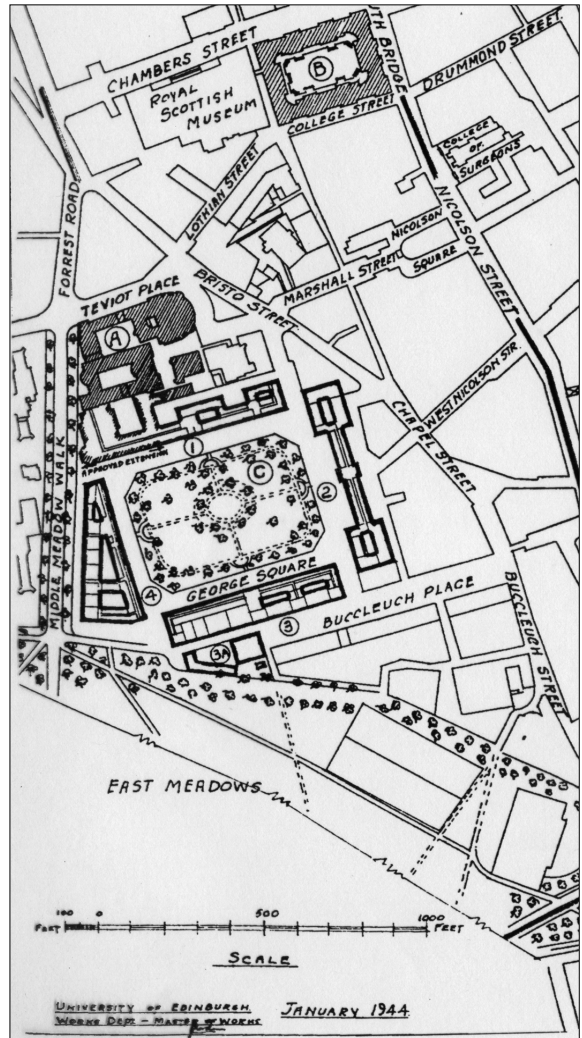 CHAMBERS STREET
ROYAL
SCOTTISH
MUSEUM
B
UTH BRIDGE
DRUMMOND STREET.
COLLEGE STREET
COLLEGE
OF
SURGEONS
LOTHIAN STREET
FORREST ROAD
NICOLSON
SQUARE
MARSHALL STREET
NICOLSON STREET
TEVIOT PLACE
BRISTO STREET
A
WEST NICOLSON STR.
CHAPEL STREET
1
APPROVED EXTENSION
C
2
MIDDLE MEADOW WALK
GEORGE SQUARE
4
3
BUCCLEUCH PLACE
3A
BUCCLEUCH STREET
EAST MEADOWS
100 0 500 1000
FEET FEET
SCALE
UNIVERSITY OF EDINBURGH. JANUARY 1944.
WORKS DEPT - MASTER OF WORKS